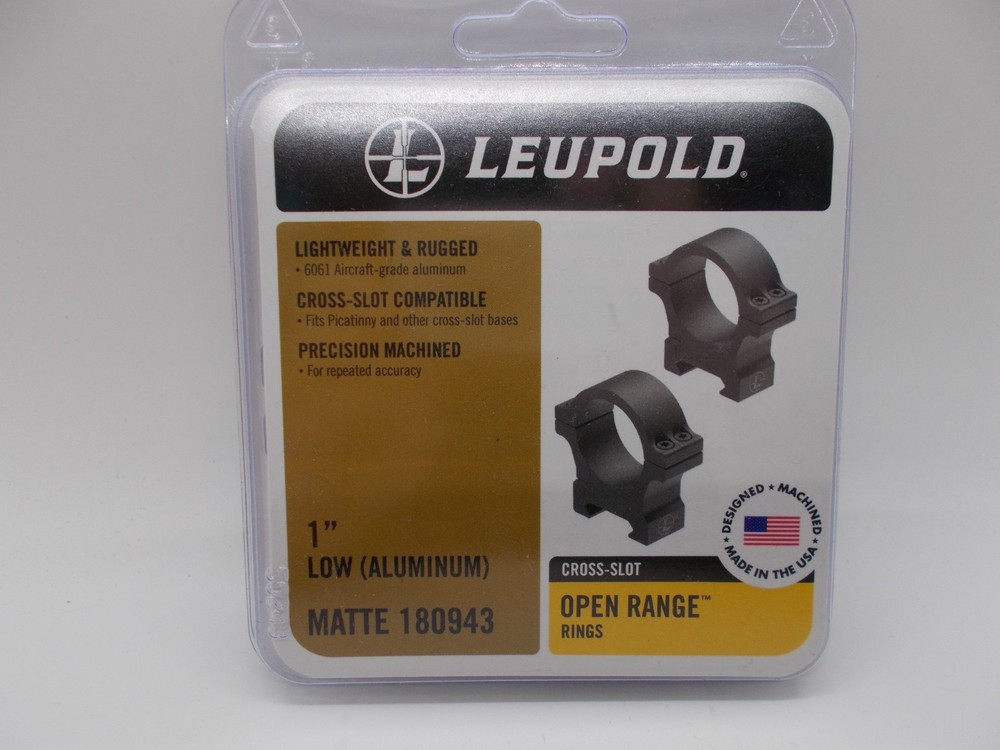 LEUPOLD®
LIGHTWEIGHT & RUGGED
• 6061 Aircraft-grade aluminum
CROSS-SLOT COMPATIBLE
• Fits Picatinny and other cross-slot bases
PRECISION MACHINED
• For repeated accuracy
1”
LOW (ALUMINUM)
MATTE 180943
DESIGNED ★ MACHINED ★ MADE IN THE USA ★
CROSS-SLOT
OPEN RANGE™
RINGS